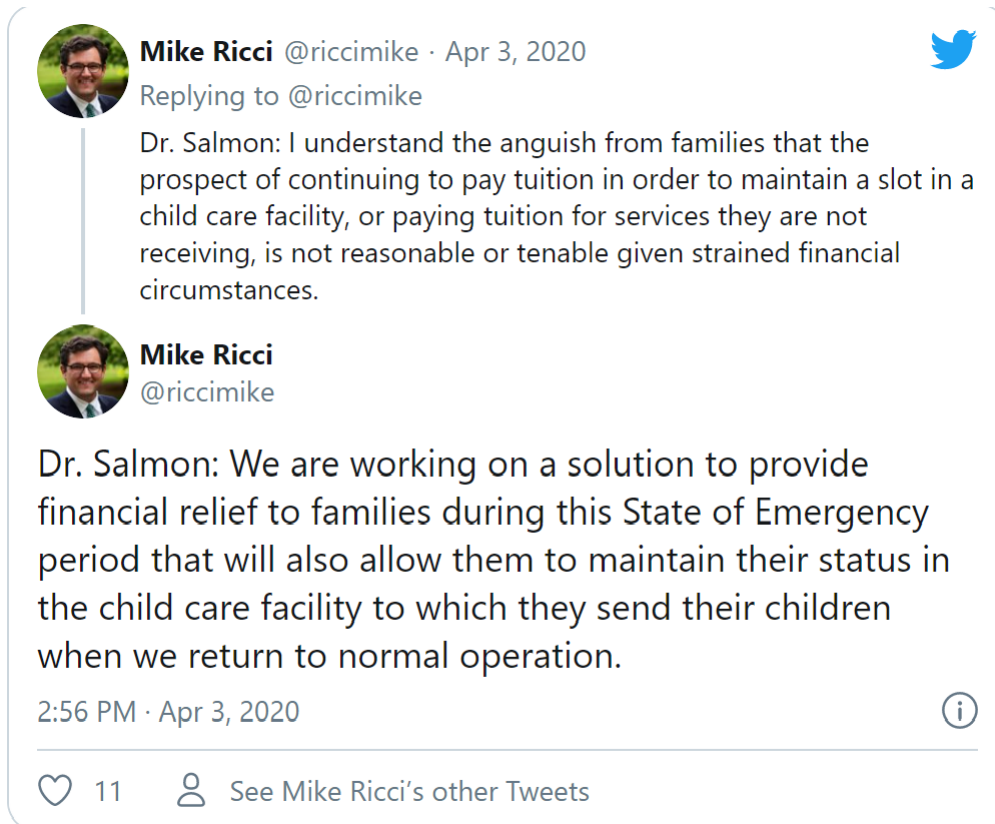 Mike Ricci @riccimike · Apr 3, 2020
Replying to @riccimike
Dr. Salmon: I understand the anguish from families that the
prospect of continuing to pay tuition in order to maintain a slot in a
child care facility, or paying tuition for services they are not
receiving, is not reasonable or tenable given strained financial
circumstances.
Mike Ricci
@riccimike
Dr. Salmon: We are working on a solution to provide
financial relief to families during this State of Emergency
period that will also allow them to maintain their status in
the child care facility to which they send their children
when we return to normal operation.
2:56 PM · Apr 3, 2020
11 See Mike Ricci's other Tweets